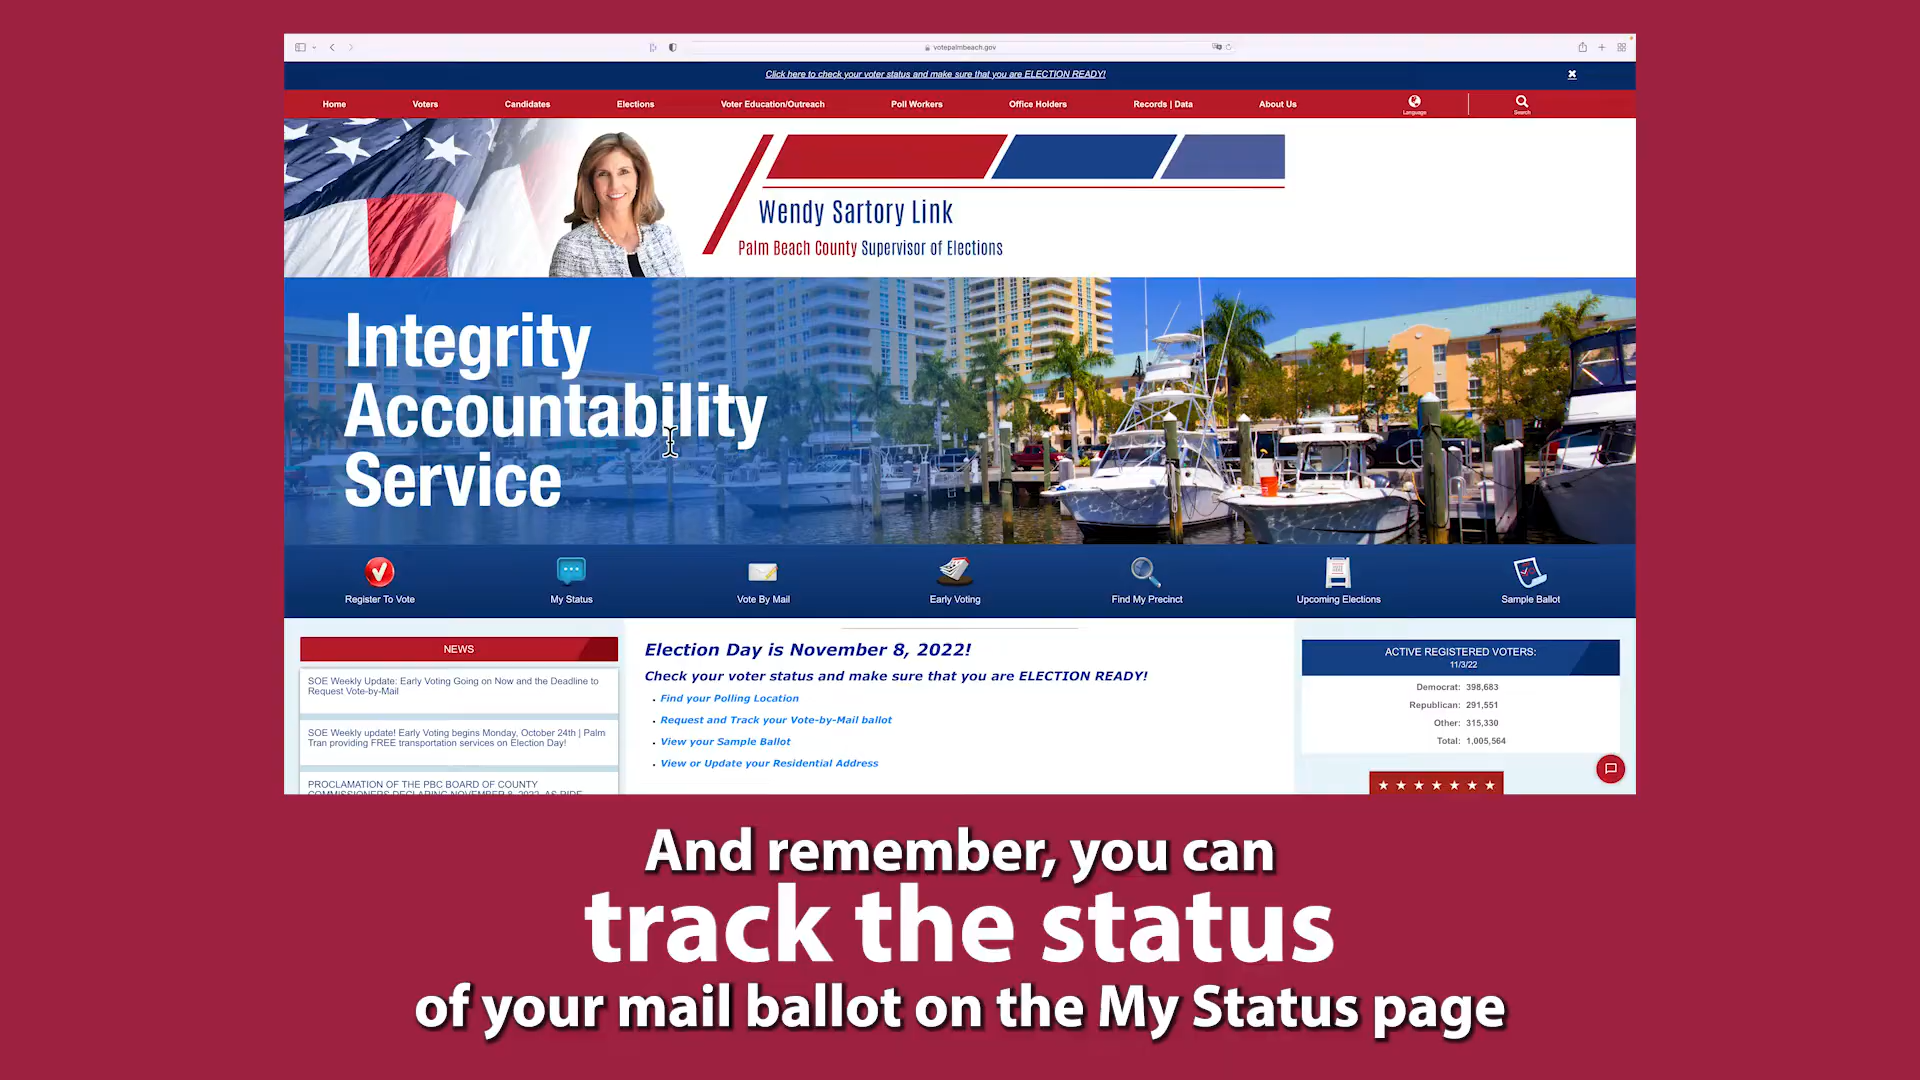 votepalmbeach.gov
Click here to check your voter status and make sure that you are ELECTION READY!
Home Voters Candidates Elections Voter Education/Outreach Poll Workers Office Holders Records | Data About Us Language Search
Wendy Sartory Link
Palm Beach County Supervisor of Elections
Integrity
Accountability
Service
Register To Vote My Status Vote By Mail Early Voting Find My Precinct Upcoming Elections Sample Ballot
NEWS
SOE Weekly Update: Early Voting Going on Now and the Deadline to
Request Vote-by-Mail
SOE Weekly update! Early Voting begins Monday, October 24th | Palm
Tran providing FREE transportation services on Election Day!
PROCLAMATION OF THE PBC BOARD OF COUNTY
COMMISSIONERS DECLARING NOVEMBER 8, 2022, AS RIDE
Election Day is November 8, 2022!
Check your voter status and make sure that you are ELECTION READY!
Find your Polling Location
Request and Track your Vote-by-Mail ballot
View your Sample Ballot
View or Update your Residential Address
ACTIVE REGISTERED VOTERS:
11/3/22
Democrat: 398,683
Republican: 291,551
Other: 315,330
Total: 1,005,564
And remember, you can
track the status
of your mail ballot on the My Status page